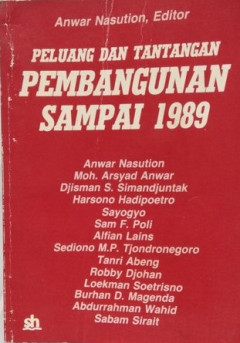 Anwar Nasution, Editor
PELUANG DAN TANTANGAN
PEMBANGUNAN
SAMPAI 1989
Anwar Nasution
Moh. Arsyad Anwar
Djisman S. Simandjuntak
Harsono Hadipoetro
Sayogyo
Sam F. Poli
Alfian Lains
Sediono M.P. Tjondronegoro
Tanri Abeng
Robby Djohan
Loekman Soetrisno
Burhan D. Magenda
Abdurrahman Wahid
Sabam Sirait
sh